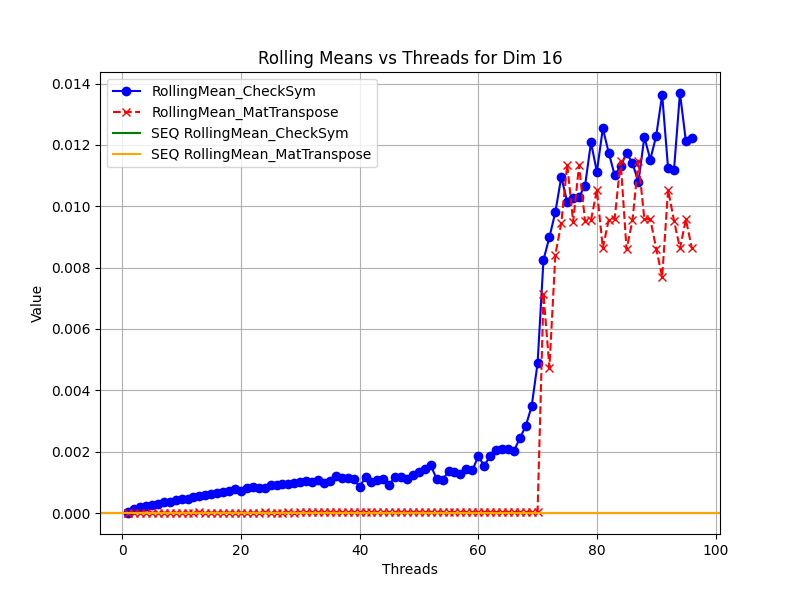 Rolling Means vs Threads for Dim 16
RollingMean_CheckSym
RollingMean_MatTranspose
SEQ RollingMean_CheckSym
SEQ RollingMean_MatTranspose
Value
0.014
0.012
0.010
0.008
0.006
0.004
0.002
0.000
0 20 40 60 80 100
Threads